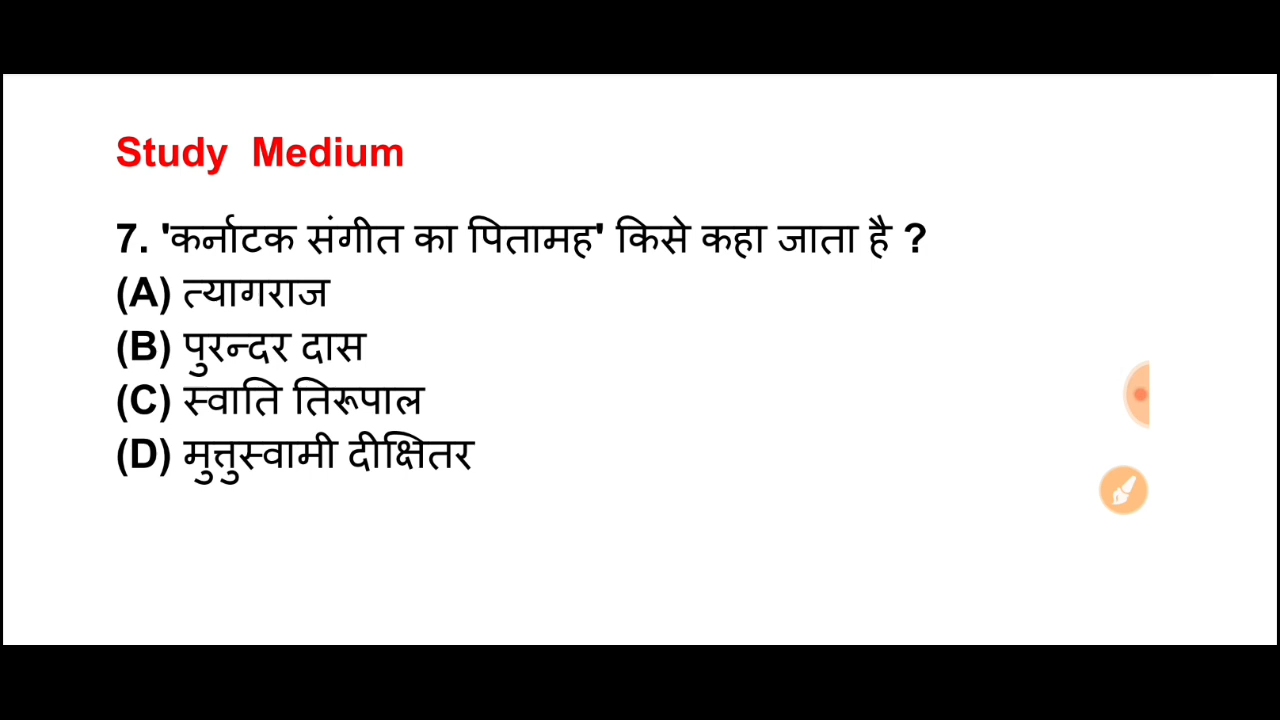 Study Medium
7. 'कर्नाटक संगीत का पितामह' किसे कहा जाता है ?
(A) त्यागराज
(B) पुरन्दर दास
(C) स्वाति तिरूपाल
(D) मुत्तुस्वामी दीक्षितर